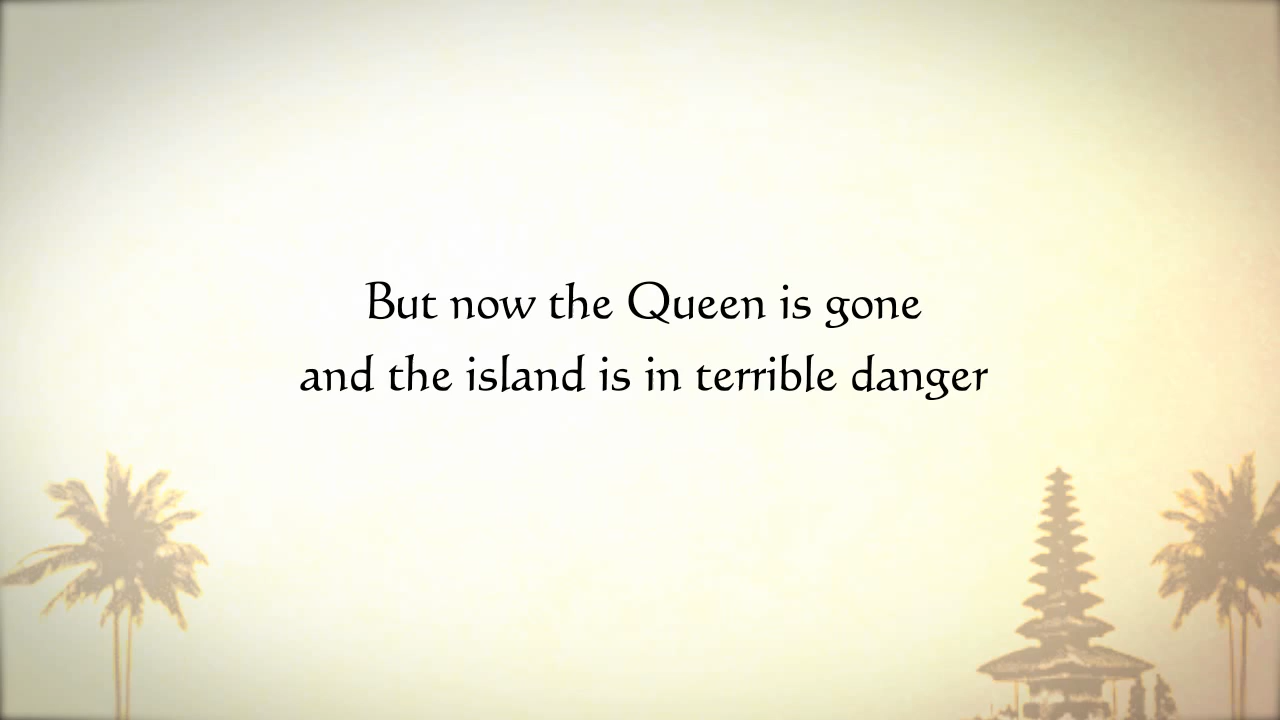 But now the Queen is gone
and the island is in terrible danger